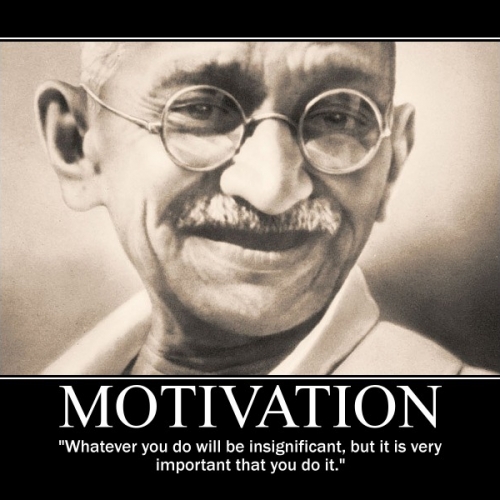 MOTIVATION
"Whatever you do will be insignificant, but it is very
important that you do it."